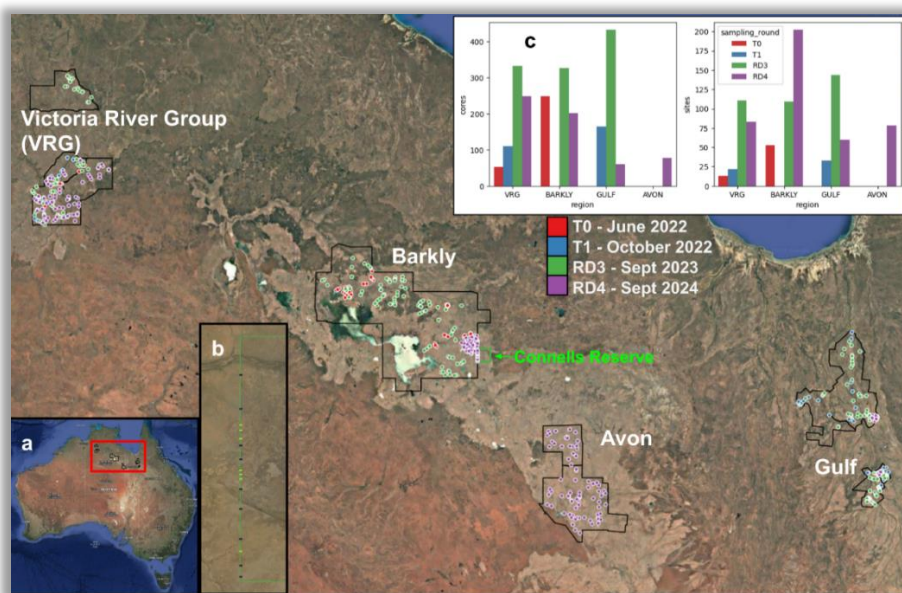 Victoria River Group
(VRG)
Barkly
Connells Reserve
Avon
Gulf
a
b
c
cores
400
300
200
100
0
VRG
BARKLY
GULF
AVON
region
sites
200
175
150
125
100
75
50
25
0
sampling_round
T0
T1
RD3
RD4
VRG
BARKLY
GULF
AVON
region
T0 - June 2022
T1 - October 2022
RD3 - Sept 2023
RD4 - Sept 2024